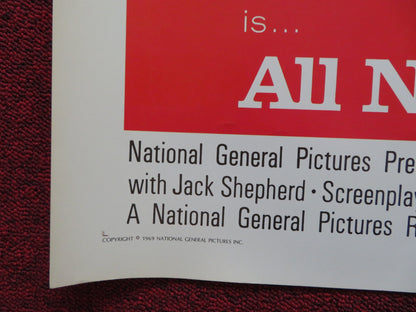 is...
All N
National General Pictures Pre
with Jack Shepherd • Screenplay
A National General Pictures R
COPYRIGHT © 1969 NATIONAL GENERAL PICTURES INC.